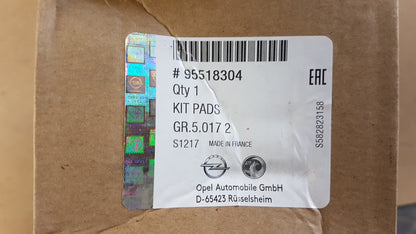 # 95518304
Qty 1
KIT PADS
GR.5.017 2
S1217 MADE IN FRANCE
Opel Automobile GmbH
D-65423 Rüsselsheim
EAC
S582823158